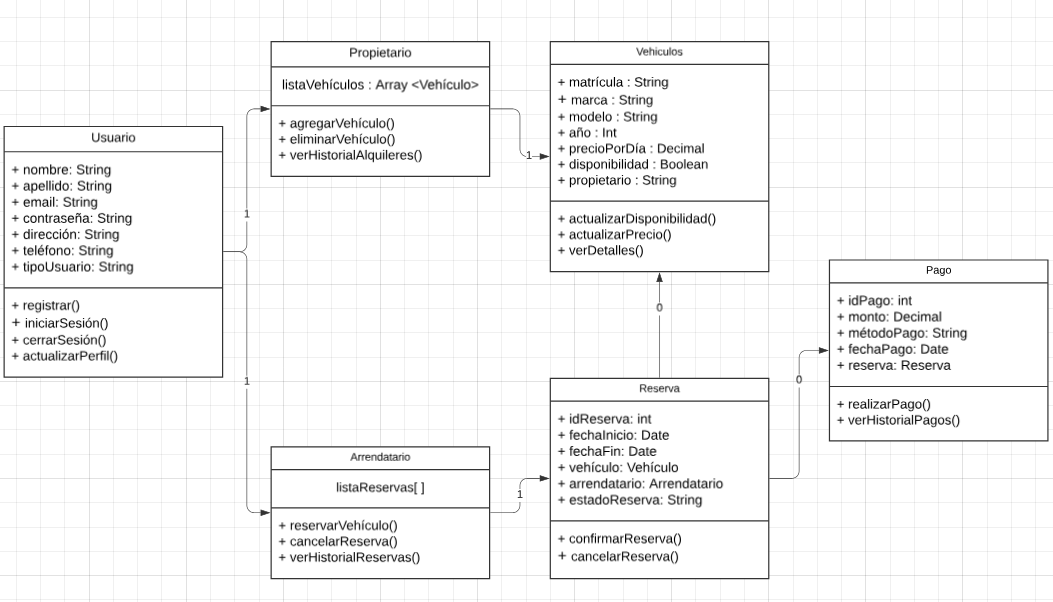 Usuario
+ nombre: String
+ apellido: String
+ email: String
+ contraseña: String
+ dirección: String
+ teléfono: String
+ tipoUsuario: String
+ registrar()
+ iniciarSesión()
+ cerrarSesión()
+ actualizarPerfil()
1
1
Propietario
listaVehículos : Array <Vehículo>
+ agregarVehículo()
+ eliminarVehículo()
+ verHistorialAlquileres()
1
Arrendatario
listaReservas[ ]
+ reservarVehículo()
+ cancelarReserva()
+ verHistorialReservas()
1
Vehiculos
+ matrícula : String
+ marca : String
+ modelo : String
+ año : Int
+ precioPorDía : Decimal
+ disponibilidad : Boolean
+ propietario : String
+ actualizarDisponibilidad()
+ actualizarPrecio()
+ verDetalles()
0
Reserva
+ idReserva: int
+ fechaInicio: Date
+ fechaFin: Date
+ vehículo: Vehículo
+ arrendatario: Arrendatario
+ estadoReserva: String
+ confirmarReserva()
+ cancelarReserva()
0
Pago
+ idPago: int
+ monto: Decimal
+ métodoPago: String
+ fechaPago: Date
+ reserva: Reserva
+ realizarPago()
+ verHistorialPagos()